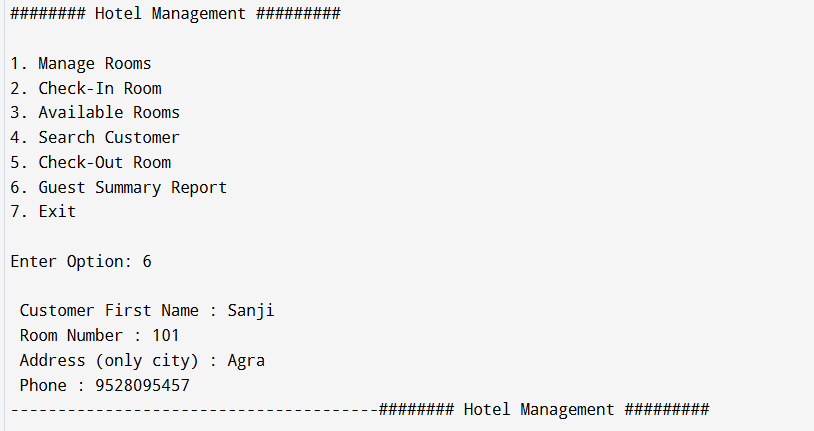 ######## Hotel Management #########
1. Manage Rooms
2. Check-In Room
3. Available Rooms
4. Search Customer
5. Check-Out Room
6. Guest Summary Report
7. Exit
Enter Option: 6
Customer First Name : Sanji
Room Number : 101
Address (only city) : Agra
Phone : 9528095457
---------------------------------------######## Hotel Management #########